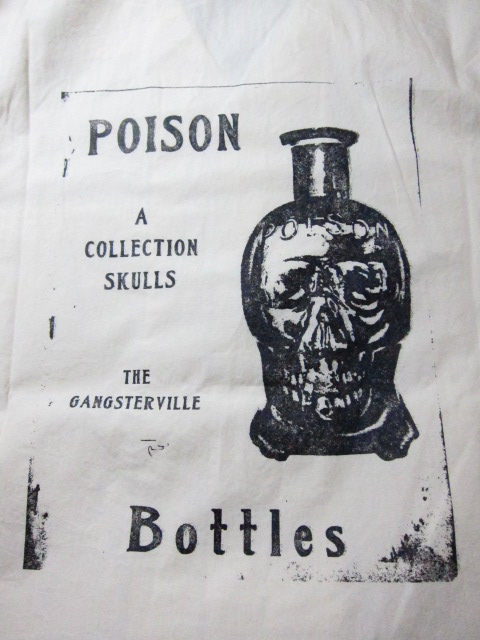 POISON
POISON
A
COLLECTION
SKULLS
THE
GANGSTERVILLE
Bottles